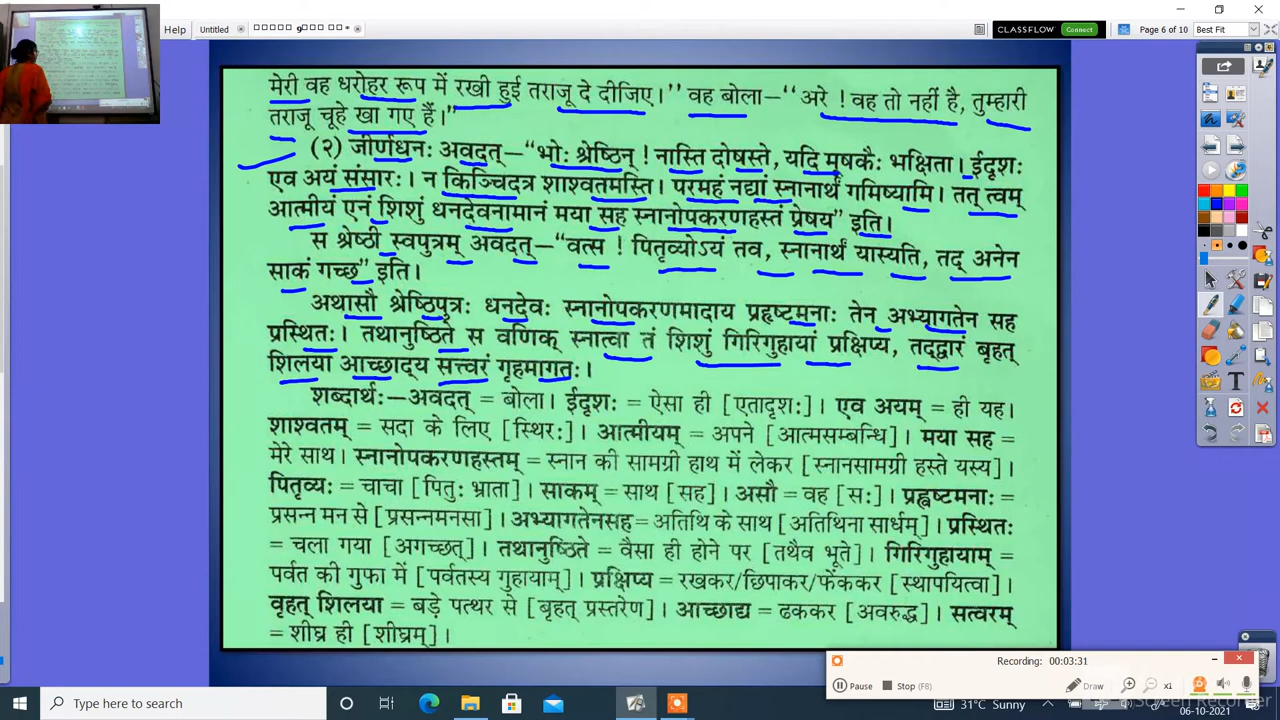 Help
Untitled
CLASSFLOW
Connect
Page 6 of 10
Best Fit
मेरी वह धरोहर रूप में रखी हुई तराजू दे दीजिए।'' वह बोला—''अरे ! वह तो नहीं है, तुम्हारी
तराजू चूहे खा गए हैं।''
(२) जीर्णधनः अवदत्—''भोः श्रेष्ठिन् ! नास्ति दोषस्ते, यदि मूषकैः भक्षिता। ईदृशः
एव अयं संसारः। न किञ्चिदत्र शाश्वतमस्ति। परमहं नद्यां स्नानार्थं गमिष्यामि। तत् त्वम्
आत्मीयं एनं शिशुं धनदेवनामानं मया सह स्नानोपकरणहस्तं प्रेषय'' इति।
स श्रेष्ठी स्वपुत्रम् अवदत्—''वत्स ! पितृव्योऽयं तव, स्नानार्थं यास्यति, तद् अनेन
साकं गच्छ'' इति।
अथासौ श्रेष्ठिपुत्रः धनदेवः स्नानोपकरणमादाय प्रहृष्टमनाः तेन अभ्यागतेन सह
प्रस्थितः। तथानुष्ठिते स वणिक् स्नात्वा तं शिशुं गिरिगुहायां प्रक्षिप्य, तद्द्वारं बृहत्
शिलया आच्छाद्य सत्त्वरं गृहमागतः।
शब्दार्थः—अवदत् = बोला। ईदृशः = ऐसा ही [एतादृशः]। एव अयम् = ही यह।
शाश्वतम् = सदा के लिए [स्थिरः]। आत्मीयम् = अपने [आत्मसम्बन्धि]। मया सह =
मेरे साथ। स्नानोपकरणहस्तम् = स्नान की सामग्री हाथ में लेकर [स्नानसामग्री हस्ते यस्य]।
पितृव्यः = चाचा [पितुः भ्राता]। साकम् = साथ [सह]। असौ = वह [सः]। प्रहृष्टमनाः =
प्रसन्न मन से [प्रसन्नमनसा]। अभ्यागतेनसह = अतिथि के साथ [अतिथिना सार्धम्]। प्रस्थितः
= चला गया [अगच्छत्]। तथानुष्ठिते = वैसा ही होने पर [तथैव भूते]। गिरिगुहायाम् =
पर्वत की गुफा में [पर्वतस्य गुहायाम्]। प्रक्षिप्य = रखकर/छिपाकर/फेंककर [स्थापयित्वा]।
वृहत् शिलया = बड़े पत्थर से [बृहत् प्रस्तरेण]। आच्छाद्य = ढककर [अवरुद्ध]। सत्वरम्
= शीघ्र ही [शीघ्रम्]।
Recording: 00:03:31
Pause
Stop (F8)
Draw
x1
Type here to search
31°C Sunny
06-10-2021